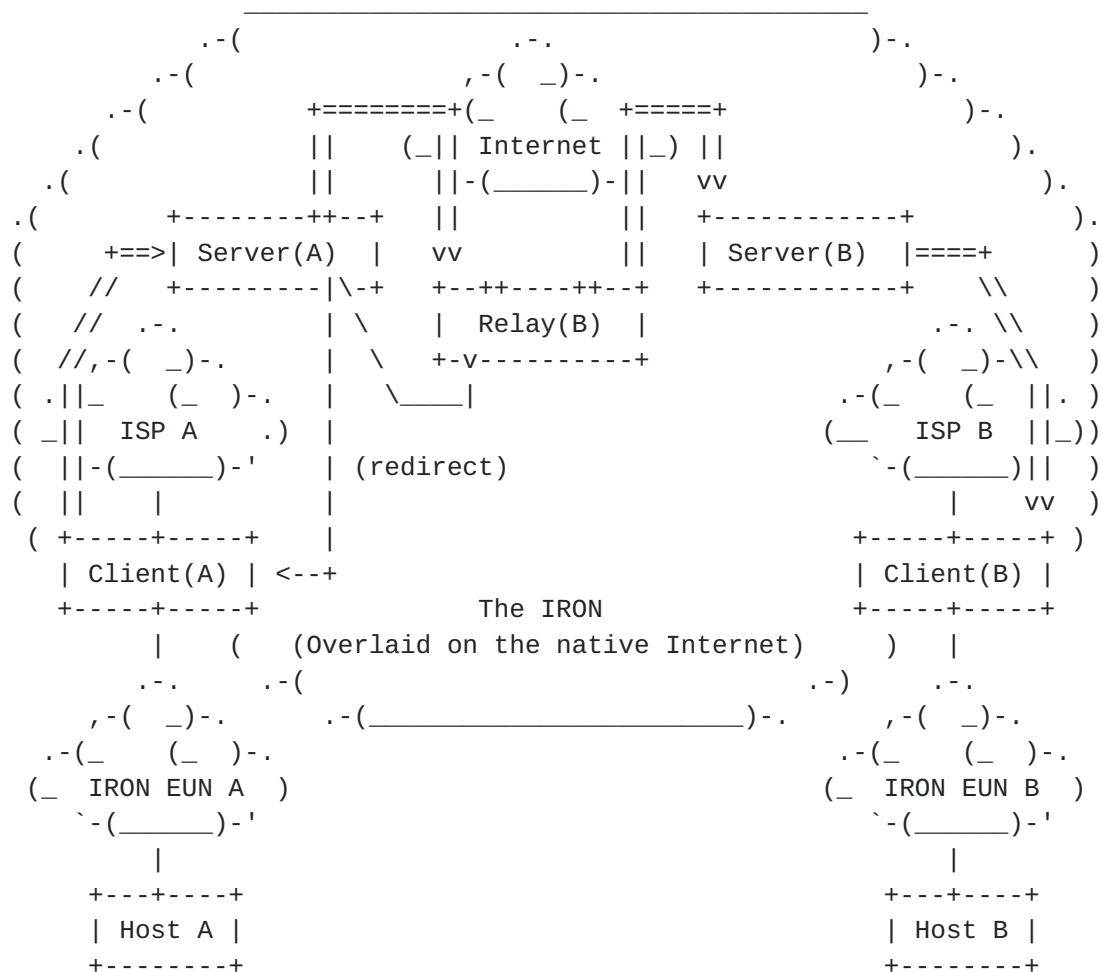 Internet
Server(A) Server(B)
Relay(B)
ISP A ISP B
(redirect)
Client(A) Client(B)
The IRON
(Overlaid on the native Internet)
IRON EUN A IRON EUN B
Host A Host B